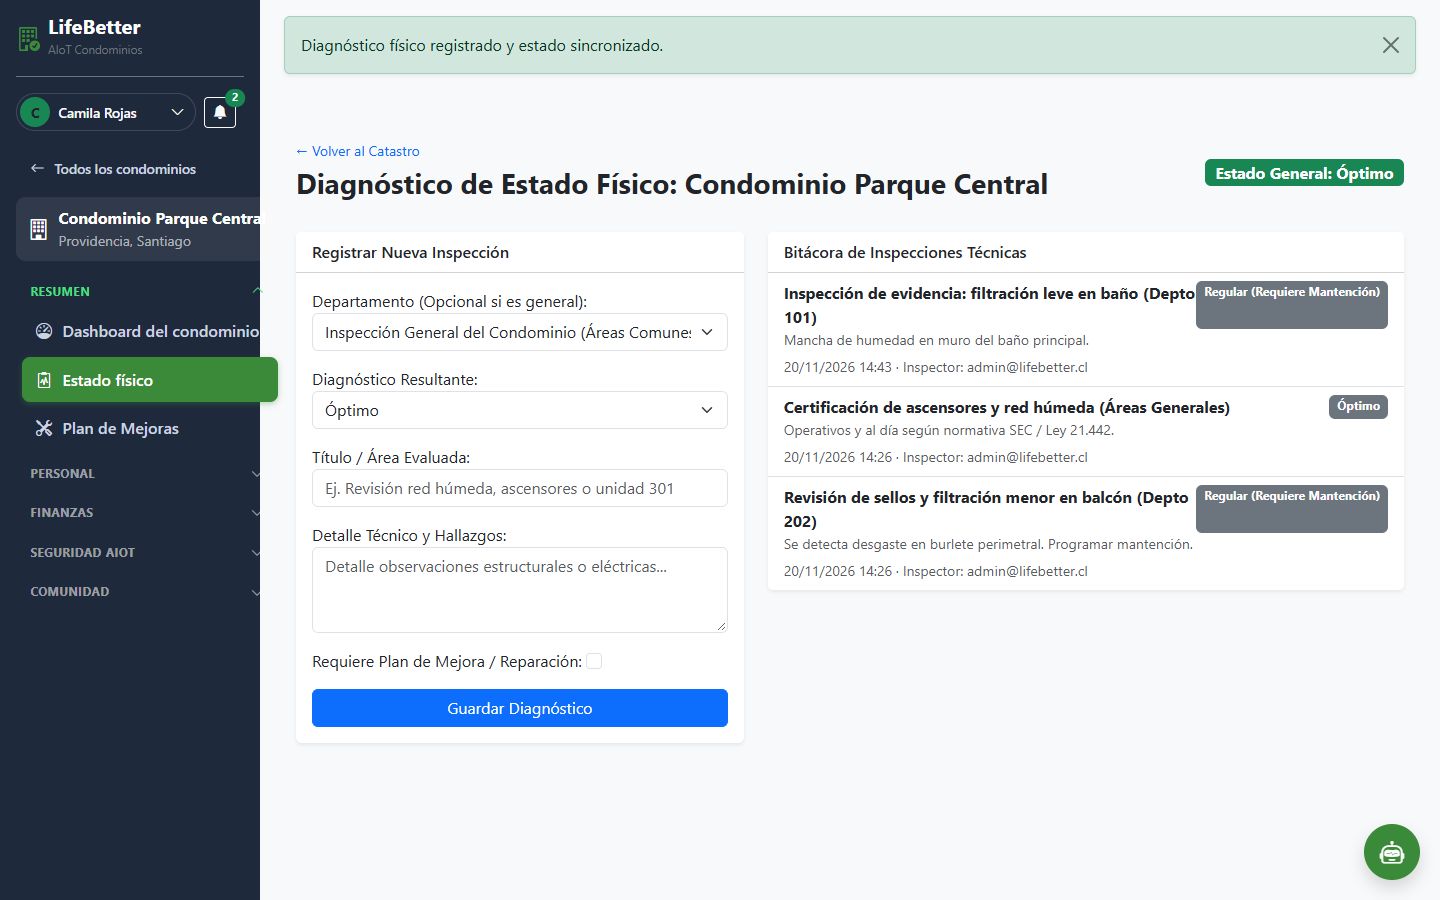 LifeBetter
AIoT Condominios
C
Camila Rojas
2
← Todos los condominios
Condominio Parque Centra
Providencia, Santiago
RESUMEN
Dashboard del condominio
Estado físico
Plan de Mejoras
PERSONAL
FINANZAS
SEGURIDAD AIOT
COMUNIDAD
Diagnóstico físico registrado y estado sincronizado.
← Volver al Catastro
Diagnóstico de Estado Físico: Condominio Parque Central
Estado General: Óptimo
Registrar Nueva Inspección
Departamento (Opcional si es general):
Inspección General del Condominio (Áreas Comunes
Diagnóstico Resultante:
Óptimo
Título / Área Evaluada:
Ej. Revisión red húmeda, ascensores o unidad 301
Detalle Técnico y Hallazgos:
Detalle observaciones estructurales o eléctricas...
Requiere Plan de Mejora / Reparación:
Guardar Diagnóstico
Bitácora de Inspecciones Técnicas
Inspección de evidencia: filtración leve en baño (Depto
101)
Regular (Requiere Mantención)
Mancha de humedad en muro del baño principal.
20/11/2026 14:43 · Inspector: admin@lifebetter.cl
Certificación de ascensores y red húmeda (Áreas Generales)
Óptimo
Operativos y al día según normativa SEC / Ley 21.442.
20/11/2026 14:26 · Inspector: admin@lifebetter.cl
Revisión de sellos y filtración menor en balcón (Depto
202)
Regular (Requiere Mantención)
Se detecta desgaste en burlete perimetral. Programar mantención.
20/11/2026 14:26 · Inspector: admin@lifebetter.cl